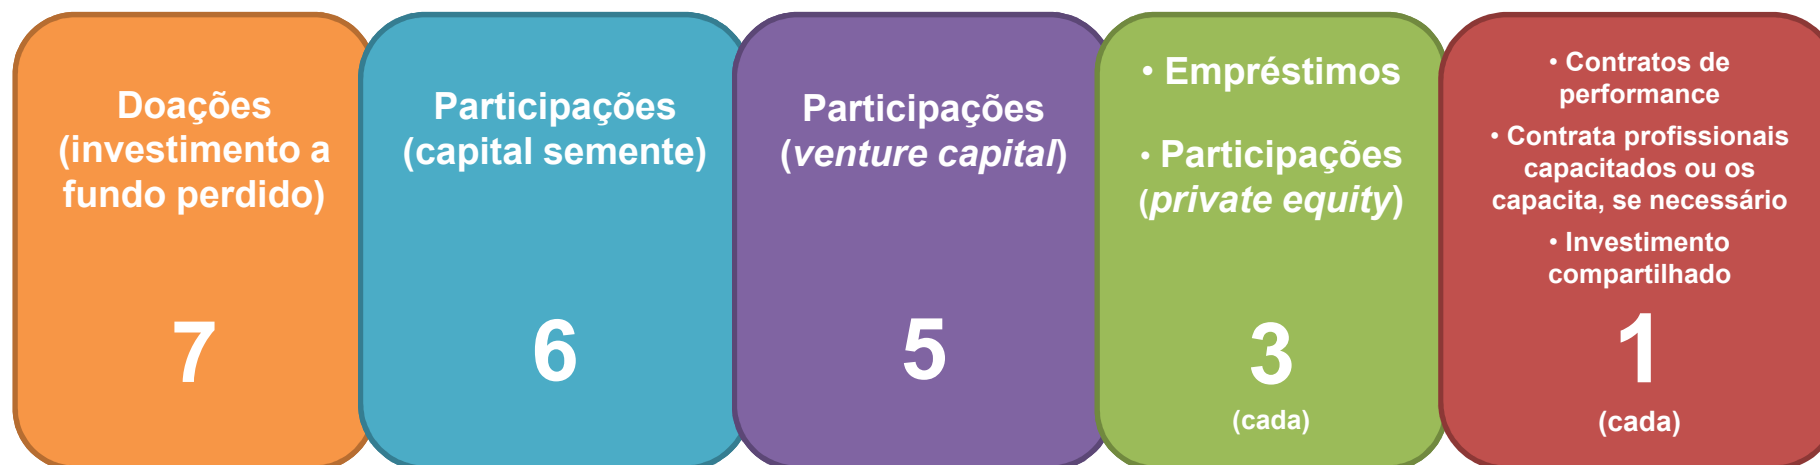 Doações
(investimento a
fundo perdido)
7
Participações
(capital semente)
6
Participações
(venture capital)
5
• Empréstimos
• Participações
(private equity)
3
(cada)
• Contratos de
performance
• Contrata profissionais
capacitados ou os
capacita, se necessário
• Investimento
compartilhado
1
(cada)